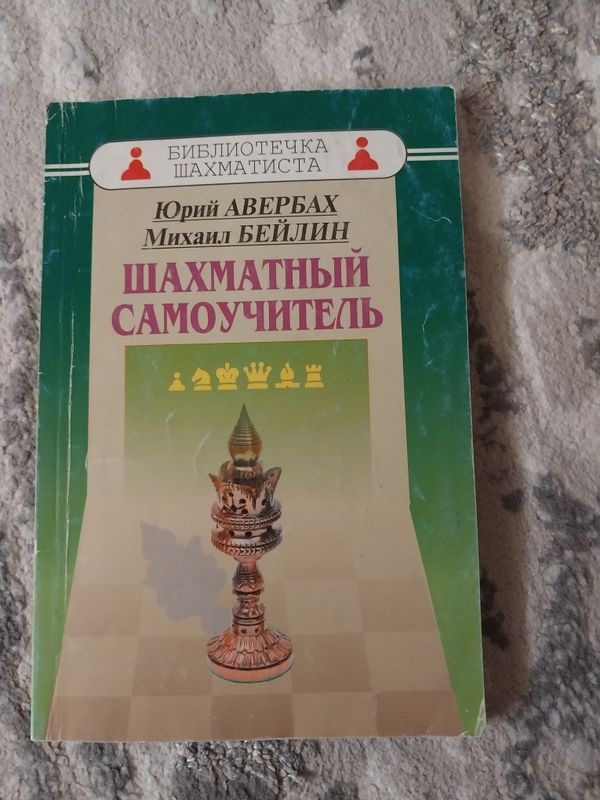 БИБЛИОТЕЧКА
ШАХМАТИСТА
Юрий АВЕРБАХ
Михаил БЕЙЛИН
ШАХМАТНЫЙ
САМОУЧИТЕЛЬ